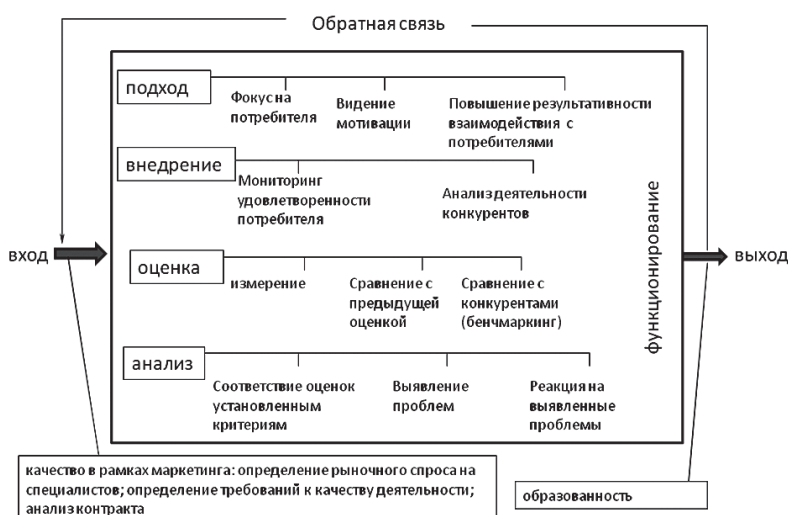 Обратная связь
подход
Фокус на
потребителя
Видение
мотивации
Повышение результативности
взаимодействия с
потребителями
внедрение
Мониторинг
удовлетворенности
потребителя
Анализ деятельности
конкурентов
вход
выход
функционирование
оценка
измерение
Сравнение с
предыдущей
оценкой
Сравнение с
конкурентами
(бенчмаркинг)
анализ
Соответствие оценок
установленным
критериям
Выявление
проблем
Реакция на
выявленные
проблемы
качество в рамках маркетинга: определение рыночного спроса на
специалистов; определение требований к качеству деятельности;
анализ контракта
образованность